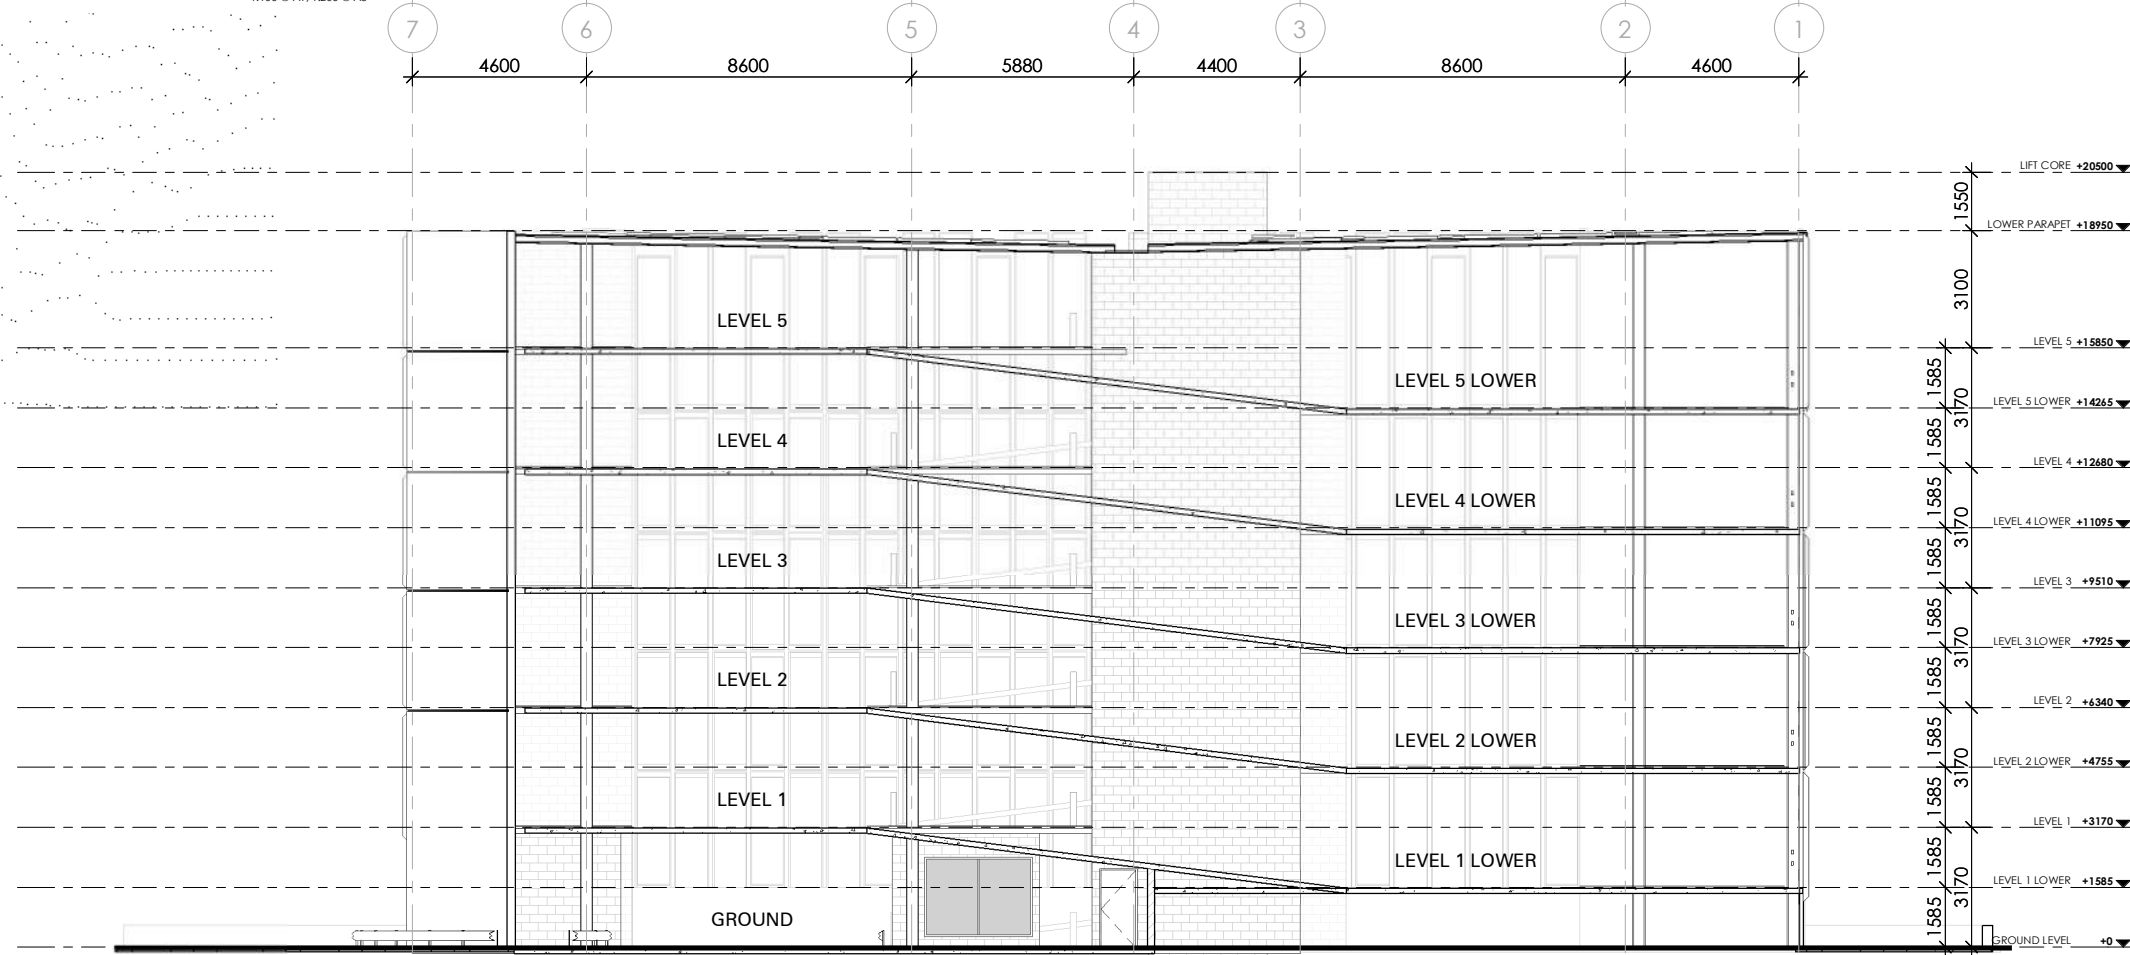 7 6 5 4 3 2 1
4600 8600 5880 4400 8600 4600
LIFT CORE +20500
1550
LOWER PARAPET +18950
3100
LEVEL 5
LEVEL 5 +15850
1585
LEVEL 5 LOWER
LEVEL 5 LOWER +14265
3170
1585
LEVEL 4
LEVEL 4 +12680
1585
LEVEL 4 LOWER
LEVEL 4 LOWER +11095
3170
1585
LEVEL 3
LEVEL 3 +9510
1585
LEVEL 3 LOWER
LEVEL 3 LOWER +7925
3170
1585
LEVEL 2
LEVEL 2 +6340
1585
LEVEL 2 LOWER
LEVEL 2 LOWER +4755
3170
1585
LEVEL 1
LEVEL 1 +3170
1585
LEVEL 1 LOWER
LEVEL 1 LOWER +1585
3170
1585
GROUND
GROUND LEVEL +0